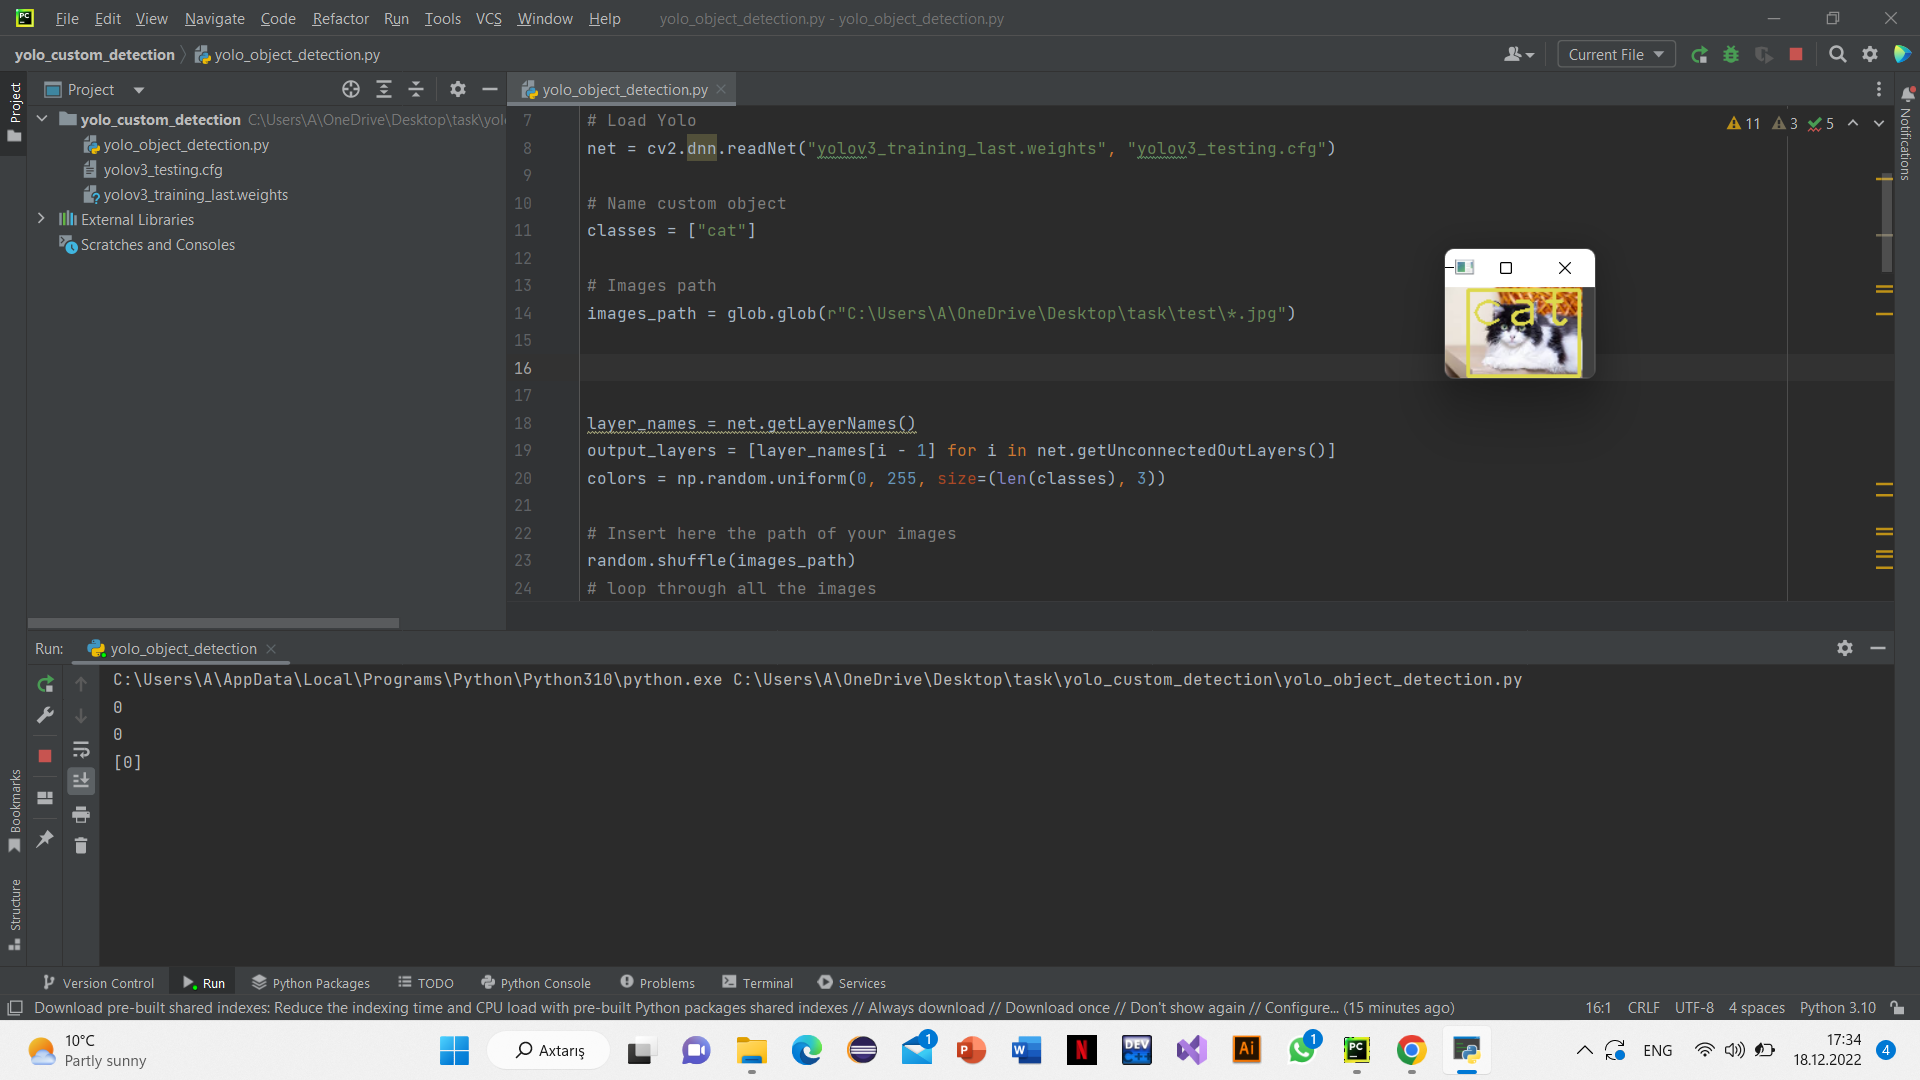 File Edit View Navigate Code Refactor Run Tools VCS Window Help yolo_object_detection.py - yolo_object_detection.py
yolo_custom_detection yolo_object_detection.py Current File
Project Project yolo_object_detection.py
yolo_custom_detection C:\Users\A\OneDrive\Desktop\task\yol
yolo_object_detection.py
yolov3_testing.cfg
yolov3_training_last.weights
External Libraries
Scratches and Consoles
11 3 5
Notifications
7 # Load Yolo
8 net = cv2.dnn.readNet("yolov3_training_last.weights", "yolov3_testing.cfg")
9
10 # Name custom object
11 classes = ["cat"]
12
13 # Images path
14 images_path = glob.glob(r"C:\Users\A\OneDrive\Desktop\task\test\*.jpg")
15
16
17
18 layer_names = net.getLayerNames()
19 output_layers = [layer_names[i - 1] for i in net.getUnconnectedOutLayers()]
20 colors = np.random.uniform(0, 255, size=(len(classes), 3))
21
22 # Insert here the path of your images
23 random.shuffle(images_path)
24 # loop through all the images
cat
Run: yolo_object_detection
C:\Users\A\AppData\Local\Programs\Python\Python310\python.exe C:\Users\A\OneDrive\Desktop\task\yolo_custom_detection\yolo_object_detection.py
0
0
[0]
Bookmarks
Structure
Version Control Run Python Packages TODO Python Console Problems Terminal Services
Download pre-built shared indexes: Reduce the indexing time and CPU load with pre-built Python packages shared indexes // Always download // Download once // Don't show again // Configure... (15 minutes ago) 16:1 CRLF UTF-8 4 spaces Python 3.10
10°C
Partly sunny
Axtarış
1
P
W
N
DEV C++
Ai
1
PC
ENG
17:34
18.12.2022
4